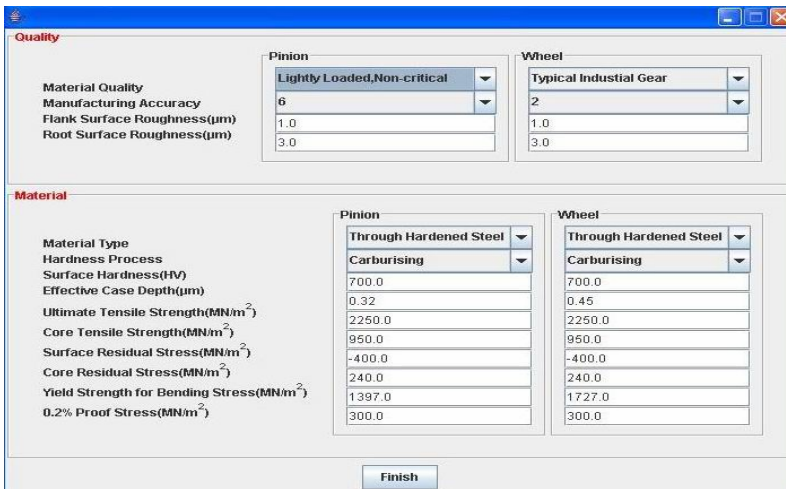 Quality
Pinion Wheel
Material Quality Lightly Loaded,Non-critical Typical Industial Gear
Manufacturing Accuracy 6 2
Flank Surface Roughness(µm) 1.0 1.0
Root Surface Roughness(µm) 3.0 3.0
Material
Pinion Wheel
Material Type Through Hardened Steel Through Hardened Steel
Hardness Process Carburising Carburising
Surface Hardness(HV) 700.0 700.0
Effective Case Depth(µm) 0.32 0.45
Ultimate Tensile Strength(MN/m²) 2250.0 2250.0
Core Tensile Strength(MN/m²) 950.0 950.0
Surface Residual Stress(MN/m²) -400.0 -400.0
Core Residual Stress(MN/m²) 240.0 240.0
Yield Strength for Bending Stress(MN/m²) 1397.0 1727.0
0.2% Proof Stress(MN/m²) 300.0 300.0
Finish